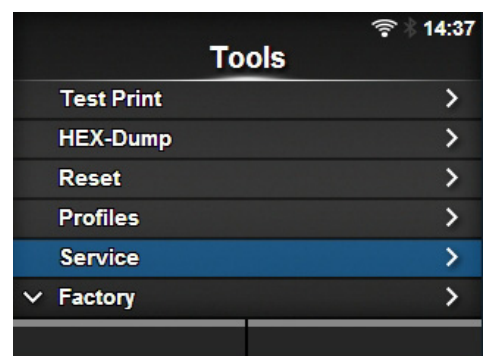 14:37
Tools
Test Print
HEX-Dump
Reset
Profiles
Service
Factory